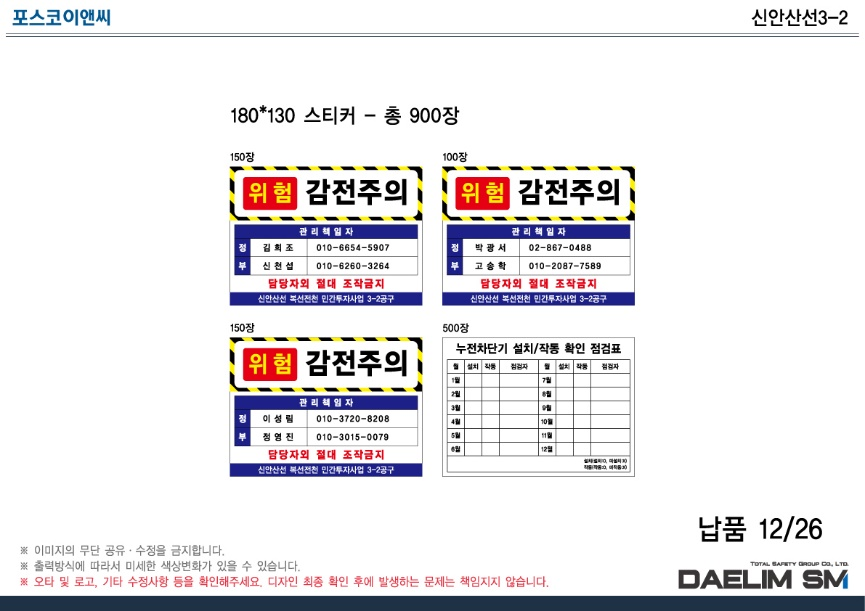 포스코이앤씨
신안산선3-2
180*130 스티커 - 총 900장
150장
위험 감전주의
관리책임자
정 김희조 010-6654-5907
부 신천섭 010-6260-3264
담당자외 절대 조작금지
신안산선 복선전철 민간투자사업 3-2공구
100장
위험 감전주의
관리책임자
정 박광서 02-867-0488
부 고송학 010-2087-7589
담당자외 절대 조작금지
신안산선 복선전철 민간투자사업 3-2공구
150장
위험 감전주의
관리책임자
정 이성림 010-3720-8208
부 정영진 010-3015-0079
담당자외 절대 조작금지
신안산선 복선전철 민간투자사업 3-2공구
500장
누전차단기 설치/작동 확인 점검표
월 설치 작동 점검자 월 설치 작동 점검자
1월 7월
2월 8월
3월 9월
4월 10월
5월 11월
6월 12월
설치(설치:O, 미설치:X)
작동(작동:O, 미작동:X)
납품 12/26
※ 이미지의 무단 공유·수정을 금지합니다.
※ 출력방식에 따라서 미세한 색상변화가 있을 수 있습니다.
※ 오타 및 로고, 기타 수정사항 등을 확인해주세요. 디자인 최종 확인 후에 발생하는 문제는 책임지지 않습니다.
TOTAL SAFETY GROUP CO., LTD.
DAELIM SM